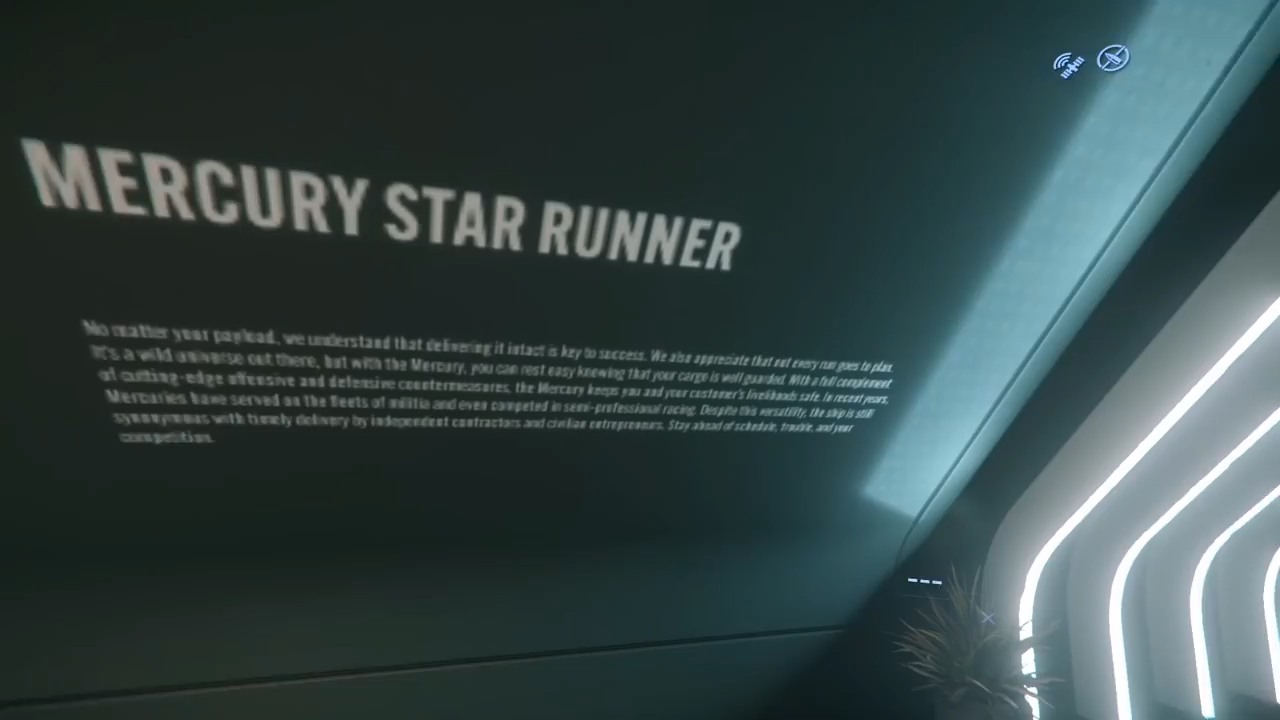 MERCURY STAR RUNNER
No matter your payload, we understand that delivering it intact is key to success. We also appreciate that not every run goes to plan.
It's a wild universe out there, but with the Mercury, you can rest easy knowing that your cargo is well guarded. With a full complement
of cutting-edge offensive and defensive countermeasures, the Mercury keeps you and your customer's livelihoods safe. In recent years,
Mercuries have served on the fleets of militia and even competed in semi-professional racing. Despite this versatility, the ship is still
synonymous with timely delivery by independent contractors and civilian entrepreneurs. Stay ahead of schedule, trouble, and your
competition.